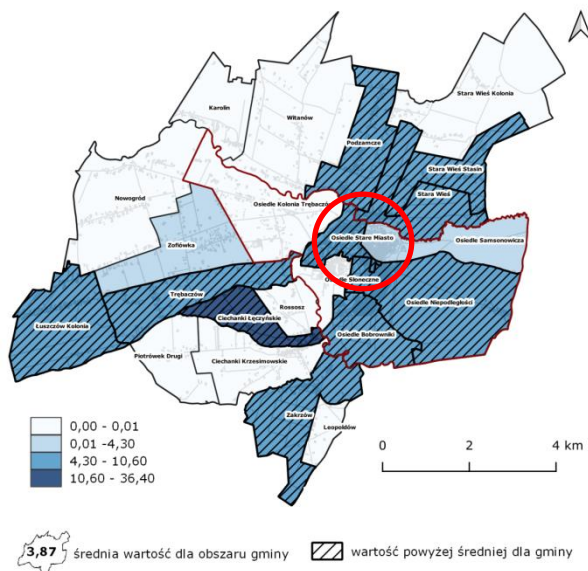 Stara Wieś Kolonia
Karolin
Witanów
Podzamcze
Stara Wieś Stasin
Nowogród
Stara Wieś
Osiedle Kolonia Trębaczów
Zofiówka
Osiedle Stare Miasto
Osiedle Samsonowicza
Osiedle Słoneczne
Trębaczów
Osiedle Niepodległości
Rossosz
Łuszczów Kolonia
Ciechanki Łęczyńskie
Osiedle Bobrowniki
Piotrówek Drugi
Ciechanki Krzesimowskie
Zakrzów
Leopoldów
0,00 - 0,01
0,01 -4,30
4,30 - 10,60
10,60 - 36,40
0 2 4 km
3,87 średnia wartość dla obszaru gminy
wartość powyżej średniej dla gminy